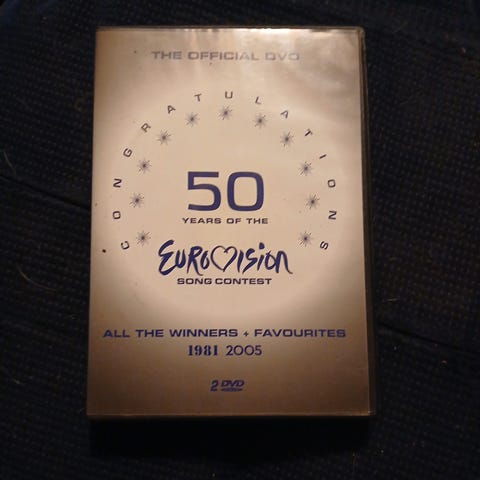 THE OFFICIAL DVD
CONGRATULATIONS
50
YEARS OF THE
EUROVISION
SONG CONTEST
ALL THE WINNERS + FAVOURITES
1981 2005
2 DVD